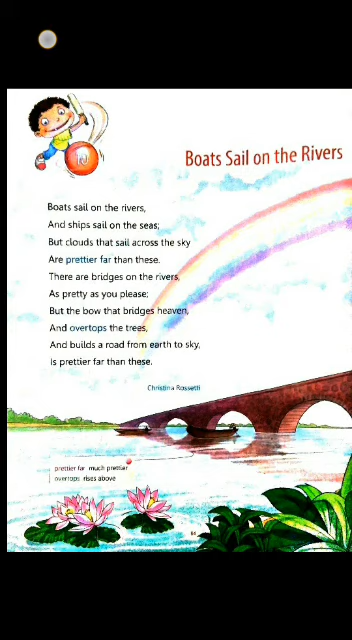 Boats Sail on the Rivers
Boats sail on the rivers,
And ships sail on the seas;
But clouds that sail across the sky
Are prettier far than these.
There are bridges on the rivers,
As pretty as you please;
But the bow that bridges heaven,
And overtops the trees,
And builds a road from earth to sky,
Is prettier far than these.
Christina Rossetti
prettier far much prettier
overtops rises above